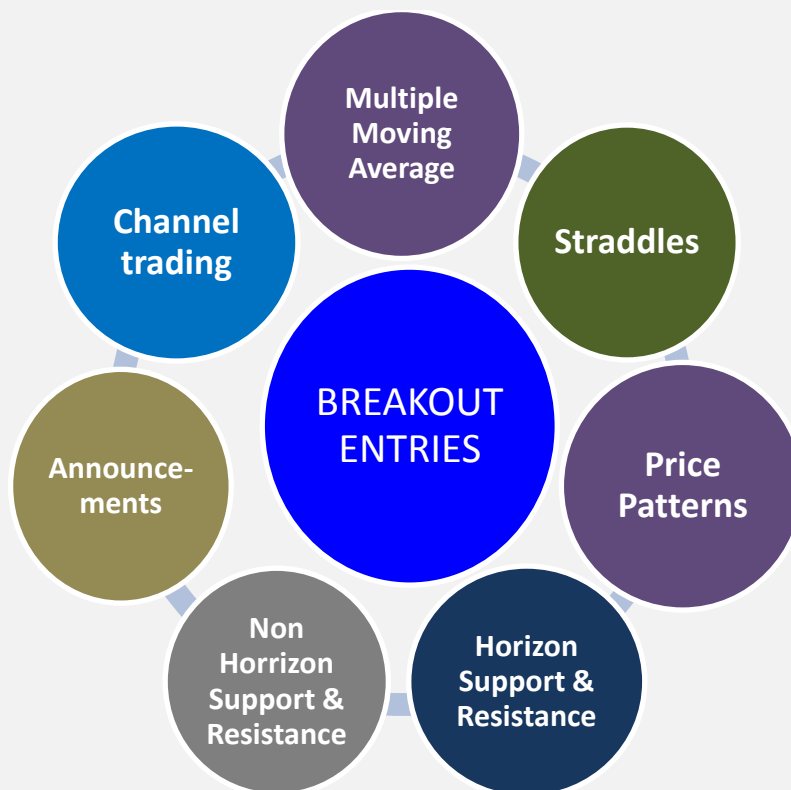 Multiple
Moving
Average
Channel
trading
Straddles
BREAKOUT
ENTRIES
Announce-
ments
Price
Patterns
Non
Horrizon
Support &
Resistance
Horizon
Support &
Resistance